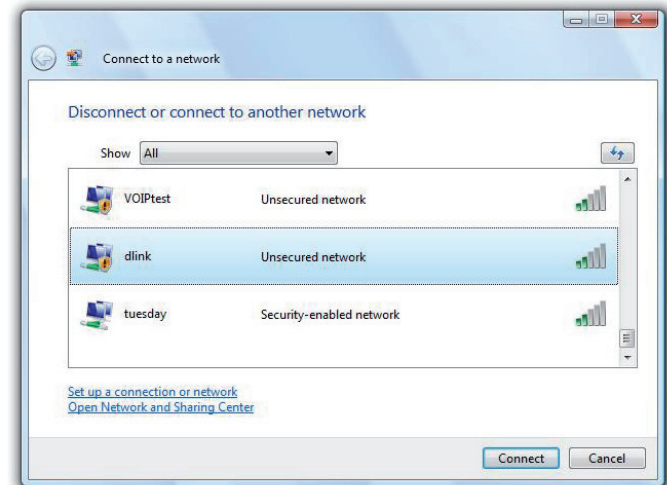 Connect to a network
Disconnect or connect to another network
Show All
VOIPtest Unsecured network
dlink Unsecured network
tuesday Security-enabled network
Set up a connection or network
Open Network and Sharing Center
Connect Cancel